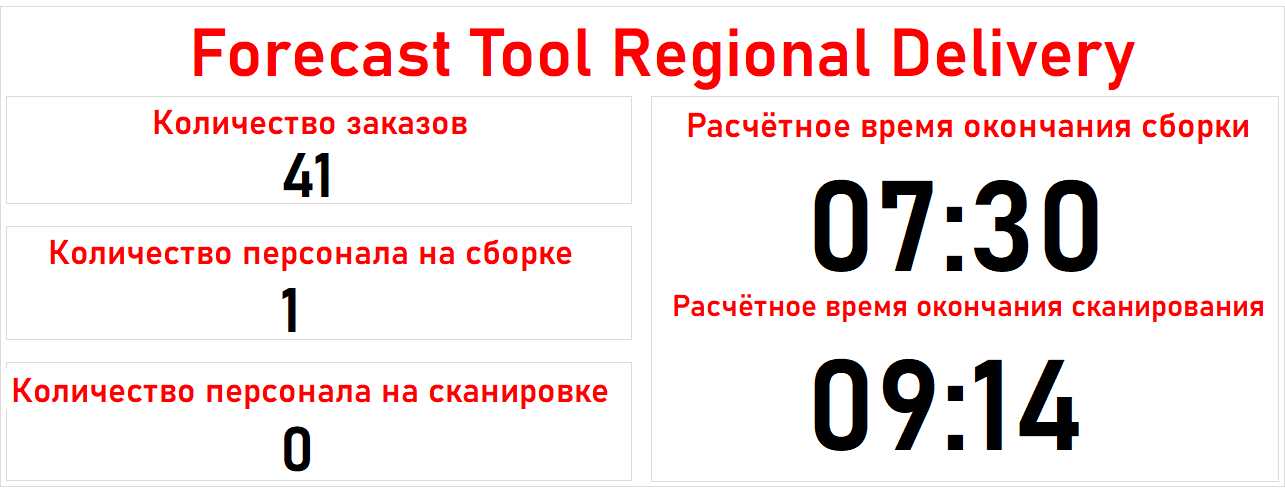 Forecast Tool Regional Delivery
Количество заказов
41
Количество персонала на сборке
1
Количество персонала на сканировке
0
Расчётное время окончания сборки
07:30
Расчётное время окончания сканирования
09:14